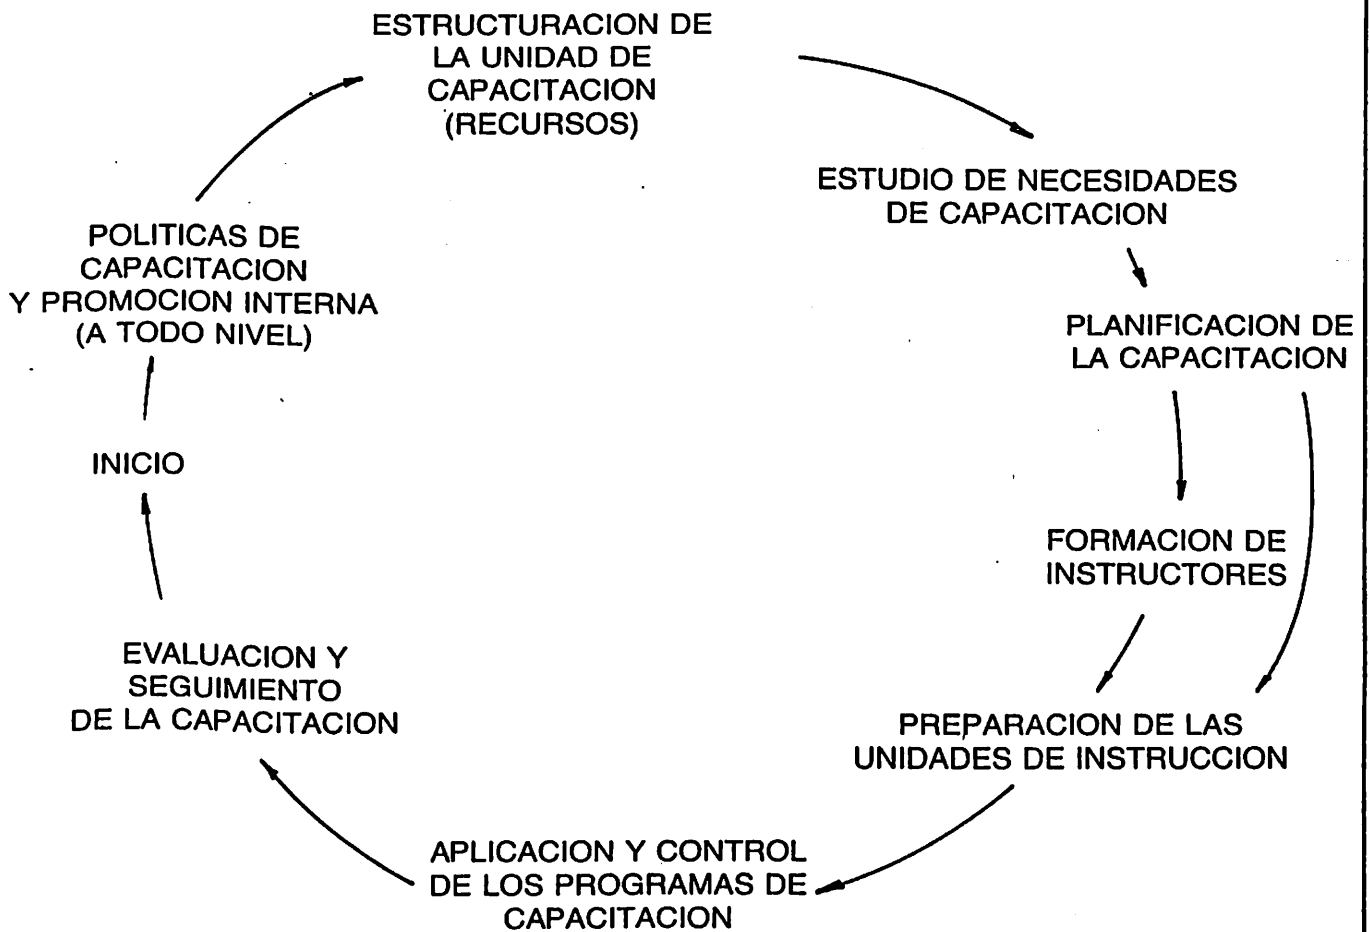 ESTRUCTURACION DE
LA UNIDAD DE
CAPACITACION
(RECURSOS)
ESTUDIO DE NECESIDADES
DE CAPACITACION
PLANIFICACION DE
LA CAPACITACION
FORMACION DE
INSTRUCTORES
PREPARACION DE LAS
UNIDADES DE INSTRUCCION
APLICACION Y CONTROL
DE LOS PROGRAMAS DE
CAPACITACION
EVALUACION Y
SEGUIMIENTO
DE LA CAPACITACION
INICIO
POLITICAS DE
CAPACITACION
Y PROMOCION INTERNA
(A TODO NIVEL)